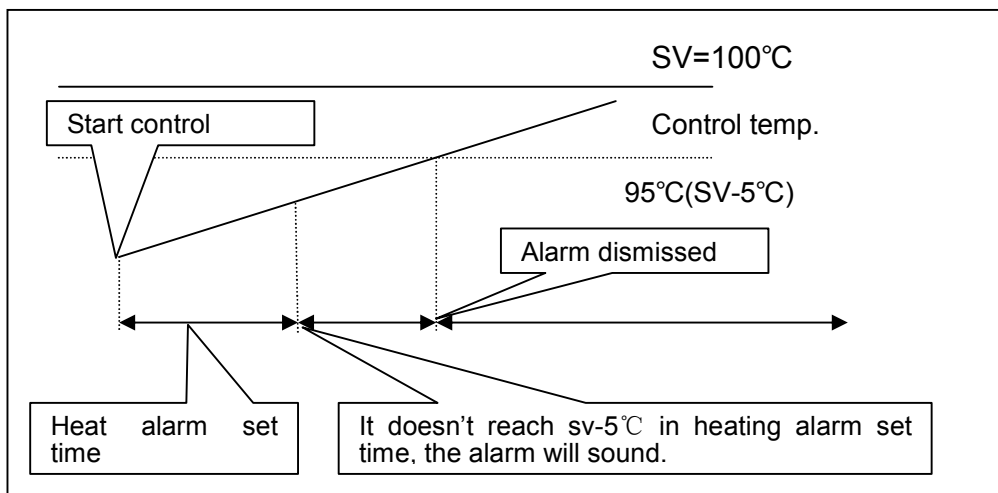 SV=100℃
Start control
Control temp.
95℃(SV-5℃)
Alarm dismissed
Heat alarm set
time
It doesn't reach sv-5℃ in heating alarm set
time, the alarm will sound.